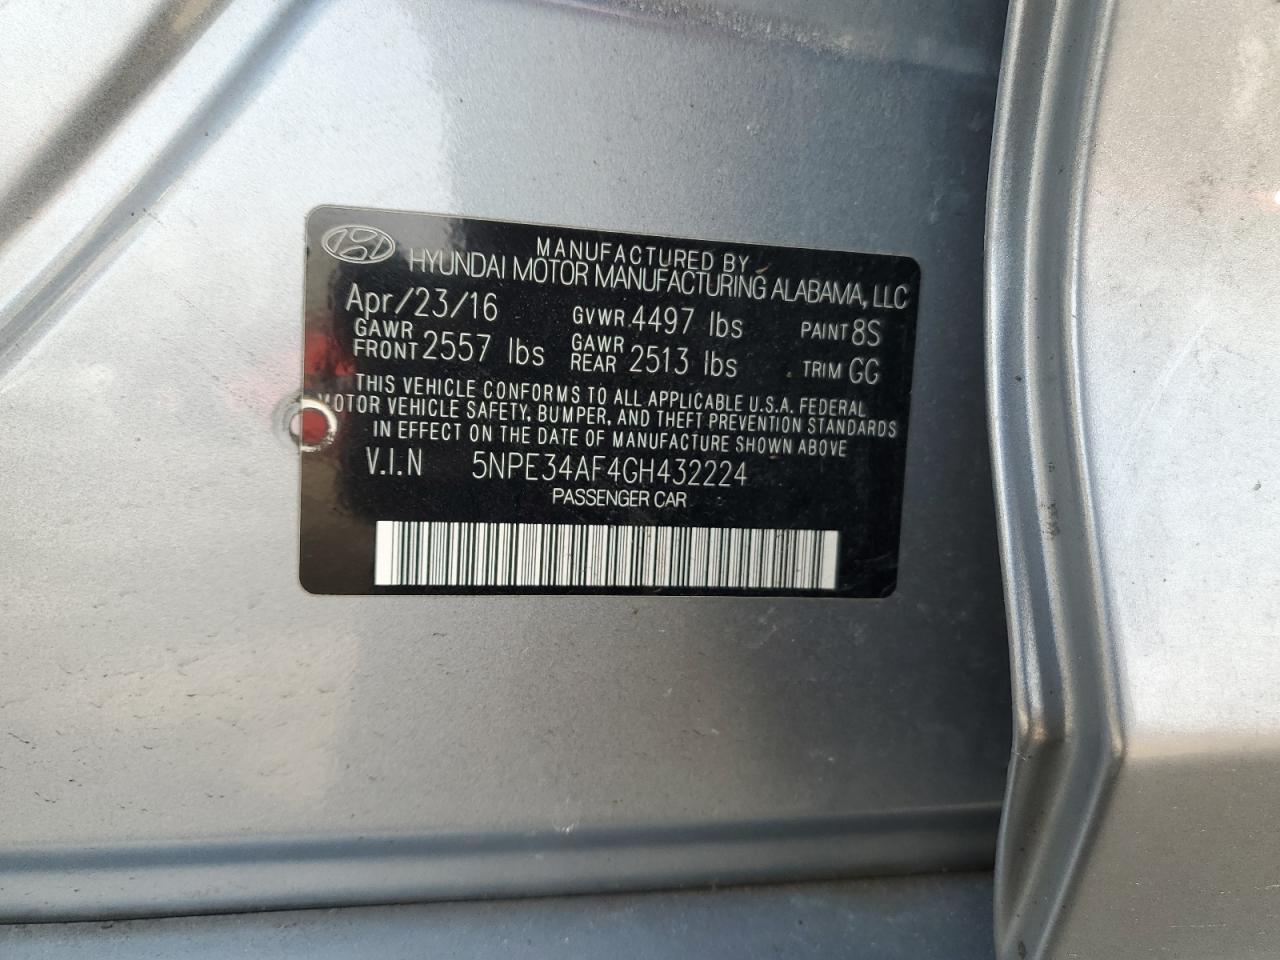 MANUFACTURED BY
HYUNDAI MOTOR MANUFACTURING ALABAMA, LLC
Apr/23/16 GVWR 4497 lbs PAINT 8S
GAWR FRONT 2557 lbs GAWR REAR 2513 lbs TRIM GG
THIS VEHICLE CONFORMS TO ALL APPLICABLE U.S.A. FEDERAL
MOTOR VEHICLE SAFETY, BUMPER, AND THEFT PREVENTION STANDARDS
IN EFFECT ON THE DATE OF MANUFACTURE SHOWN ABOVE
V.I.N 5NPE34AF4GH432224
PASSENGER CAR